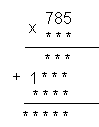 785
x * * *
* * *
+ 1 * * *
* * * *
* * * * *